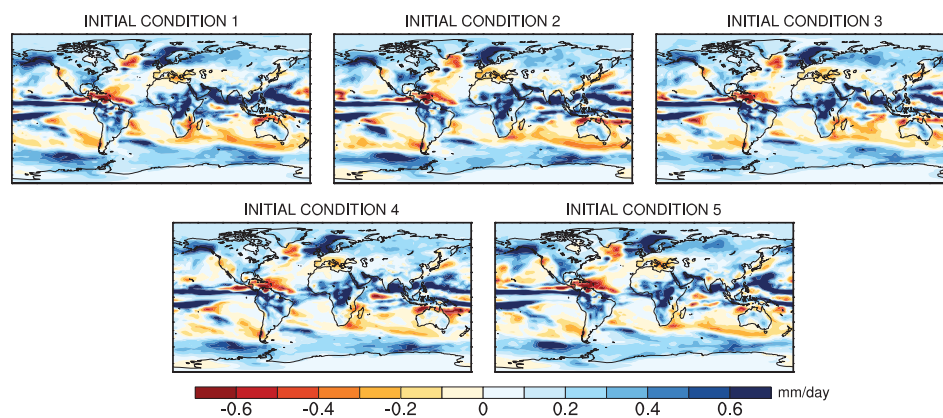 INITIAL CONDITION 1
INITIAL CONDITION 2
INITIAL CONDITION 3
INITIAL CONDITION 4
INITIAL CONDITION 5
-0.6 -0.4 -0.2 0 0.2 0.4 0.6 mm/day